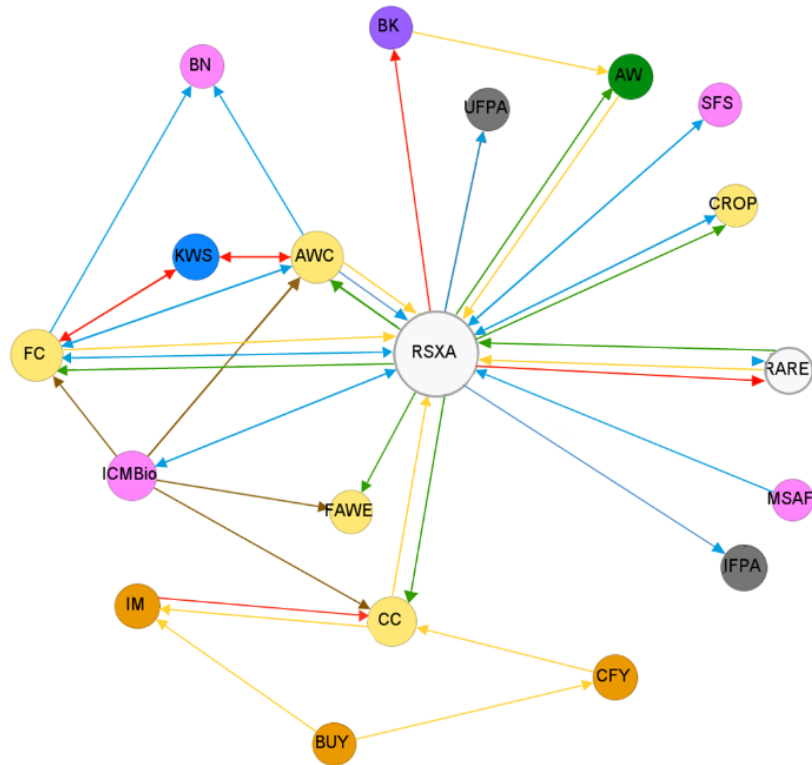 BK
BN
AW
UFPA
SFS
CROP
KWS
AWC
FC
RSXA
RARE
ICMBio
MSAF
FAWE
IFPA
IM
CC
CFY
BUY